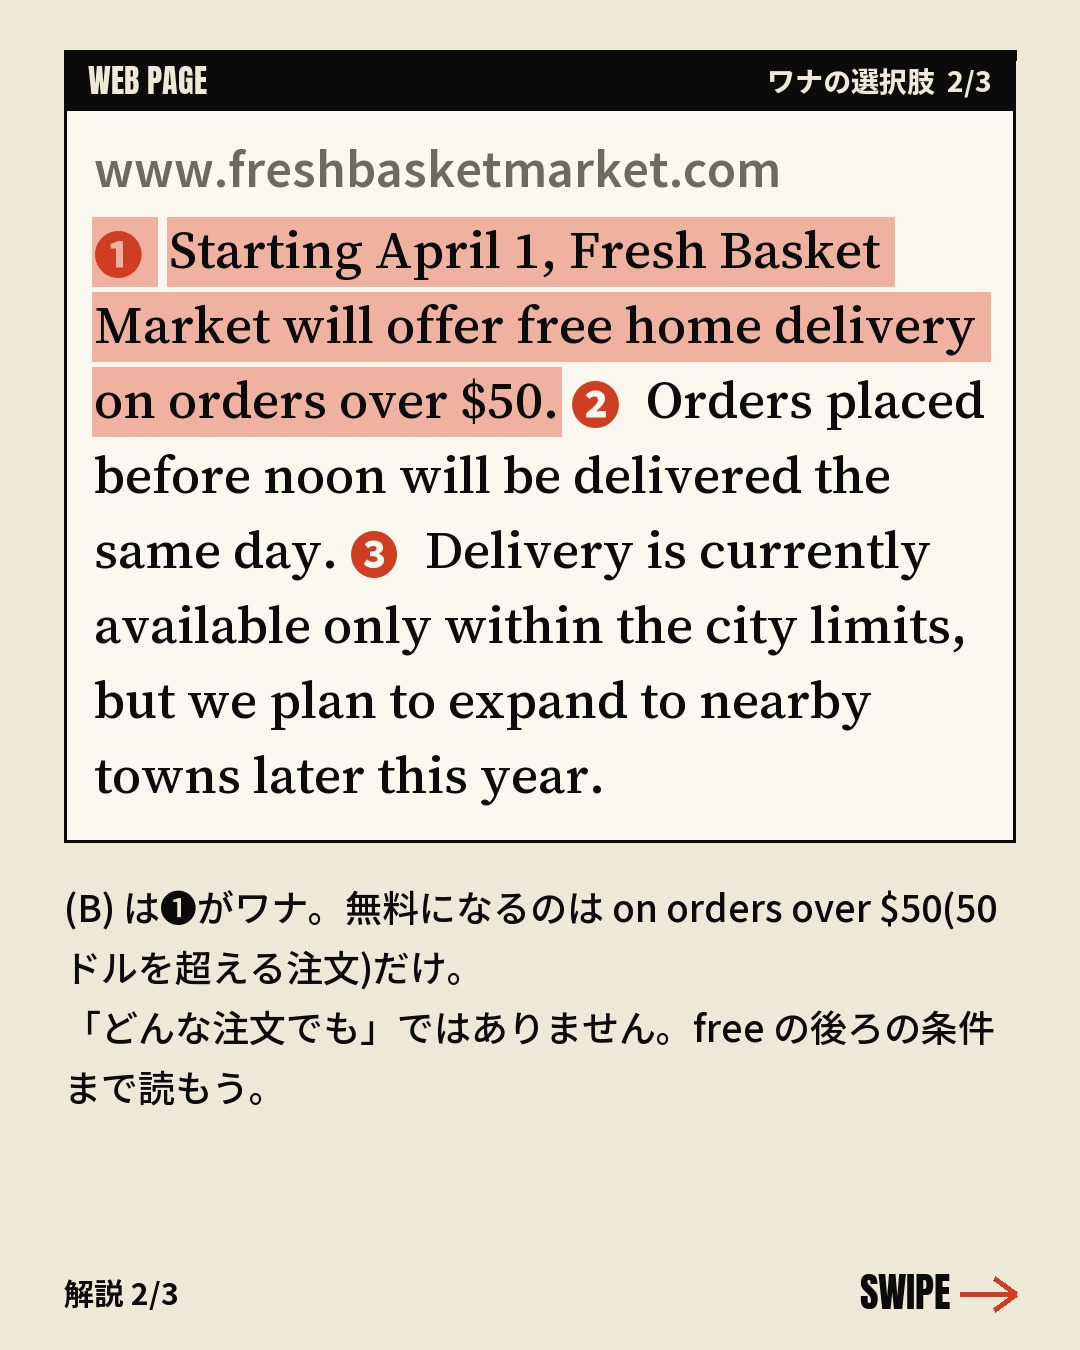 WEB PAGE ワナの選択肢 2/3
www.freshbasketmarket.com
❶ Starting April 1, Fresh Basket
Market will offer free home delivery
on orders over $50. ❷ Orders placed
before noon will be delivered the
same day. ❸ Delivery is currently
available only within the city limits,
but we plan to expand to nearby
towns later this year.
(B) は❶がワナ。無料になるのは on orders over $50(50
ドルを超える注文)だけ。
「どんな注文でも」ではありません。free の後ろの条件
まで読もう。
解説 2/3 SWIPE →